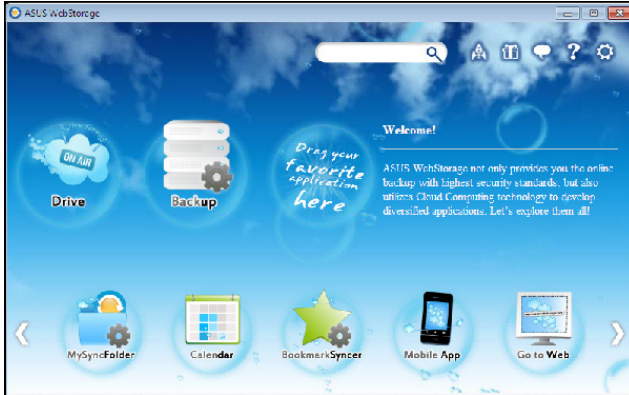 ASUS WebStorage
Welcome!
ON AIR
Drive
Backup
Drag your
favorite
application
here
ASUS WebStorage not only provides you the online
backup with highest security standards, but also
utilizes Cloud Computing technology to develop
diversified applications. Let's explore them all!
MySyncFolder
Calendar
BookmarkSyncer
Mobile App
Go to Web